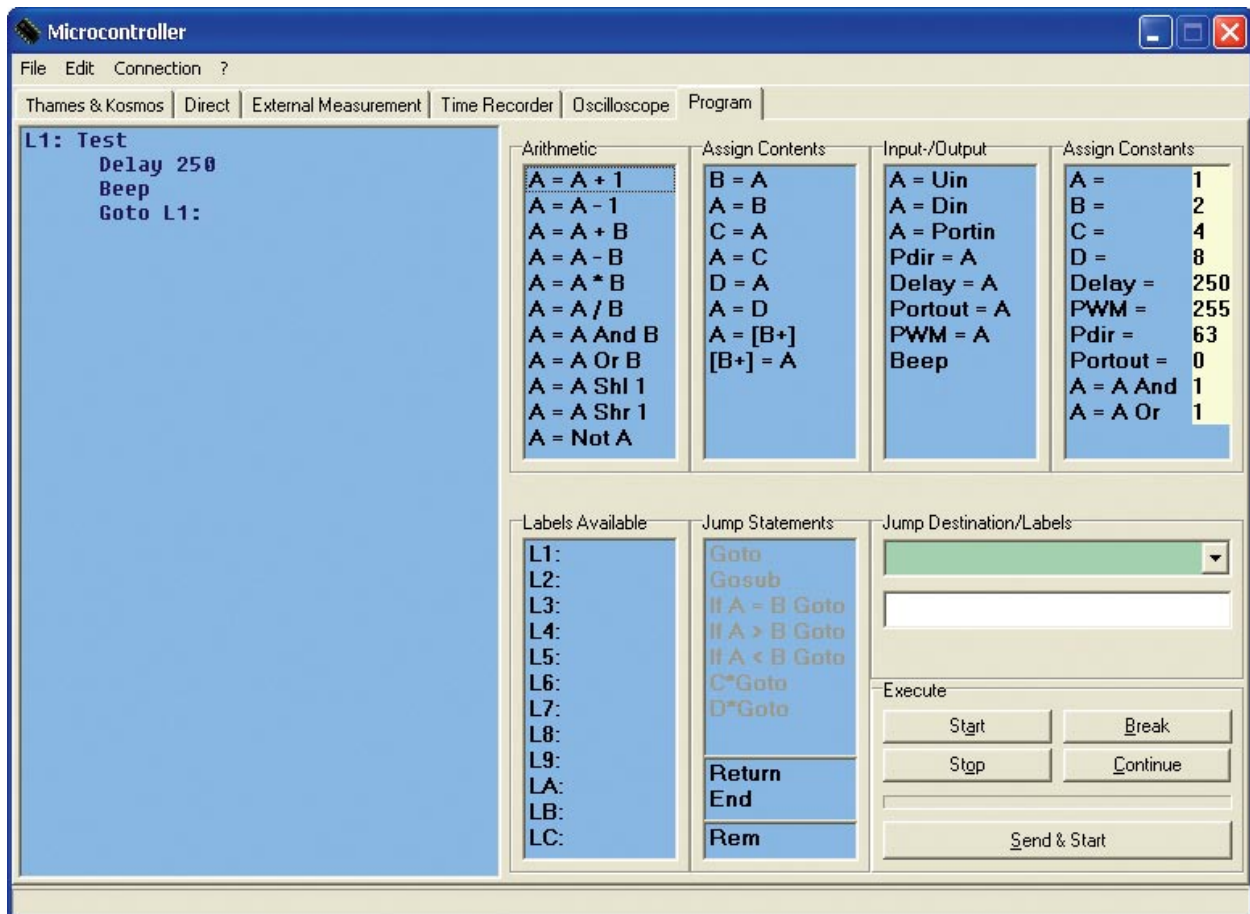 Microcontroller
File Edit Connection ?
Thames & Kosmos Direct External Measurement Time Recorder Oscilloscope Program
L1: Test
Delay 250
Beep
Goto L1:
Arithmetic
A = A + 1
A = A - 1
A = A + B
A = A - B
A = A * B
A = A / B
A = A And B
A = A Or B
A = A Shl 1
A = A Shr 1
A = Not A
Assign Contents
B = A
A = B
C = A
A = C
D = A
A = D
A = [B+]
[B+] = A
Input-/Output
A = Uin
A = Din
A = Portin
Pdir = A
Delay = A
Portout = A
PWM = A
Beep
Assign Constants
A = 1
B = 2
C = 4
D = 8
Delay = 250
PWM = 255
Pdir = 63
Portout = 0
A = A And 1
A = A Or 1
Labels Available
L1:
L2:
L3:
L4:
L5:
L6:
L7:
L8:
L9:
LA:
LB:
LC:
Jump Statements
Goto
Gosub
If A = B Goto
If A > B Goto
If A < B Goto
C*Goto
D*Goto
Return
End
Rem
Jump Destination/Labels
Execute
Start Break
Stop Continue
Send & Start